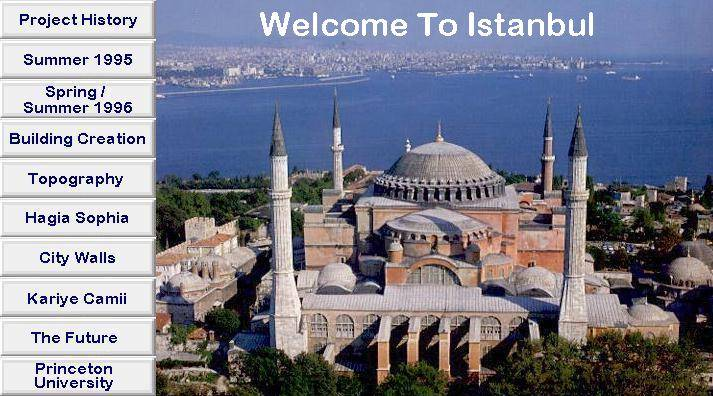 Welcome To Istanbul
Project History
Summer 1995
Spring /
Summer 1996
Building Creation
Topography
Hagia Sophia
City Walls
Kariye Camii
The Future
Princeton
University